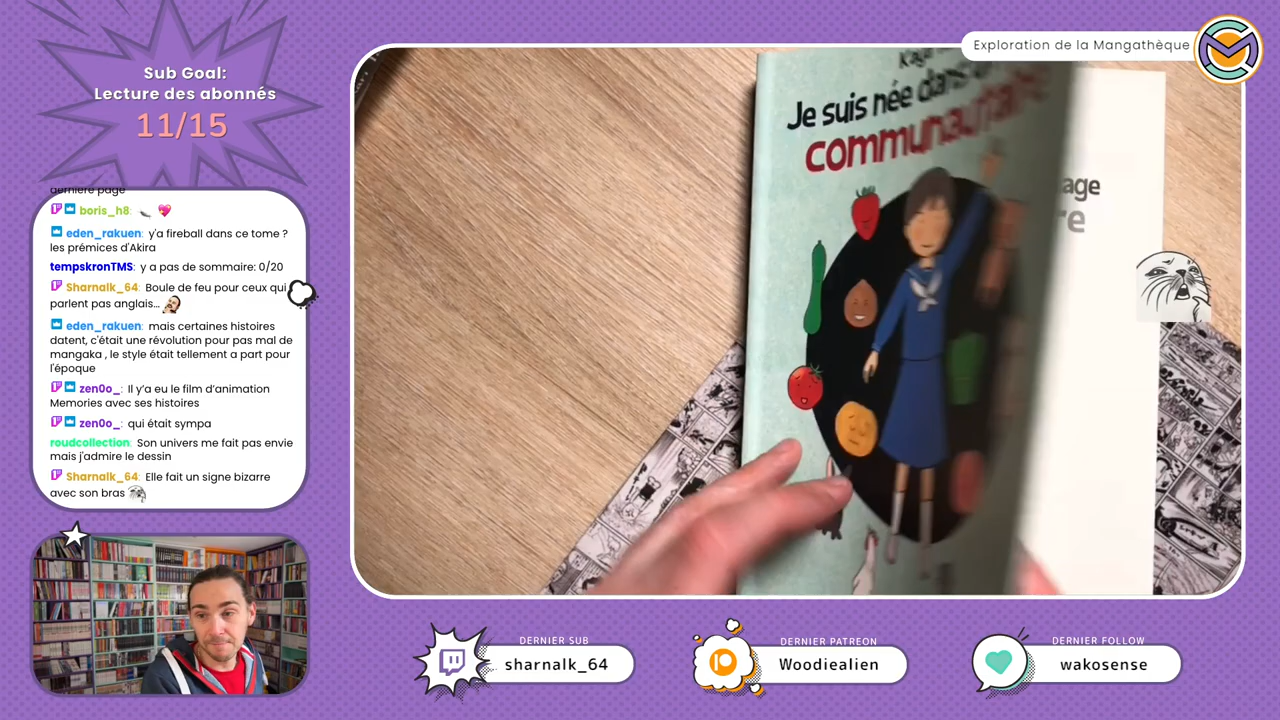 Sub Goal:
Lecture des abonnés
11/15
dernière page
boris_h8:
eden_rakuen: y'a fireball dans ce tome ?
les prémices d'Akira
tempskronTMS: y a pas de sommaire: 0/20
Sharnalk_64: Boule de feu pour ceux qui
parlent pas anglais...
eden_rakuen: mais certaines histoires
datent, c'était une révolution pour pas mal de
mangaka , le style était tellement a part pour
l'époque
zen0o_: Il y'a eu le film d'animation
Memories avec ses histoires
zen0o_: qui était sympa
roudcollection: Son univers me fait pas envie
mais j'admire le dessin
Sharnalk_64: Elle fait un signe bizarre
avec son bras
Exploration de la Mangathèque
Je suis née dans
communautaire
age
re
DERNIER SUB
sharnalk_64
DERNIER PATREON
Woodiealien
DERNIER FOLLOW
wakosense